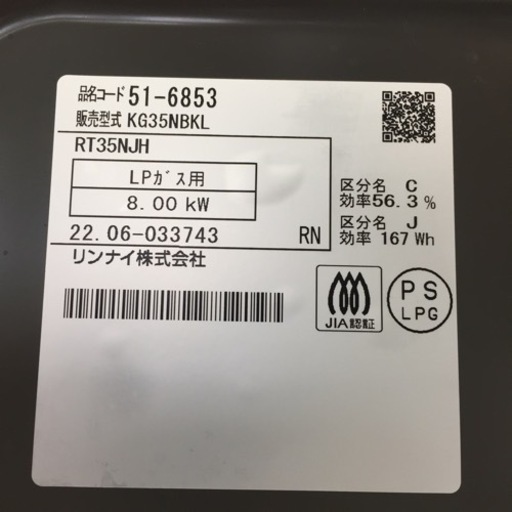 品名コード 51-6853
販売型式 KG35NBKL
RT35NJH
LPガス用
8.00 kW
22.06-033743 RN
リンナイ株式会社
区分名 C
効率56.3 %
区分名 J
効率 167 Wh
JIA認証
PS
LPG